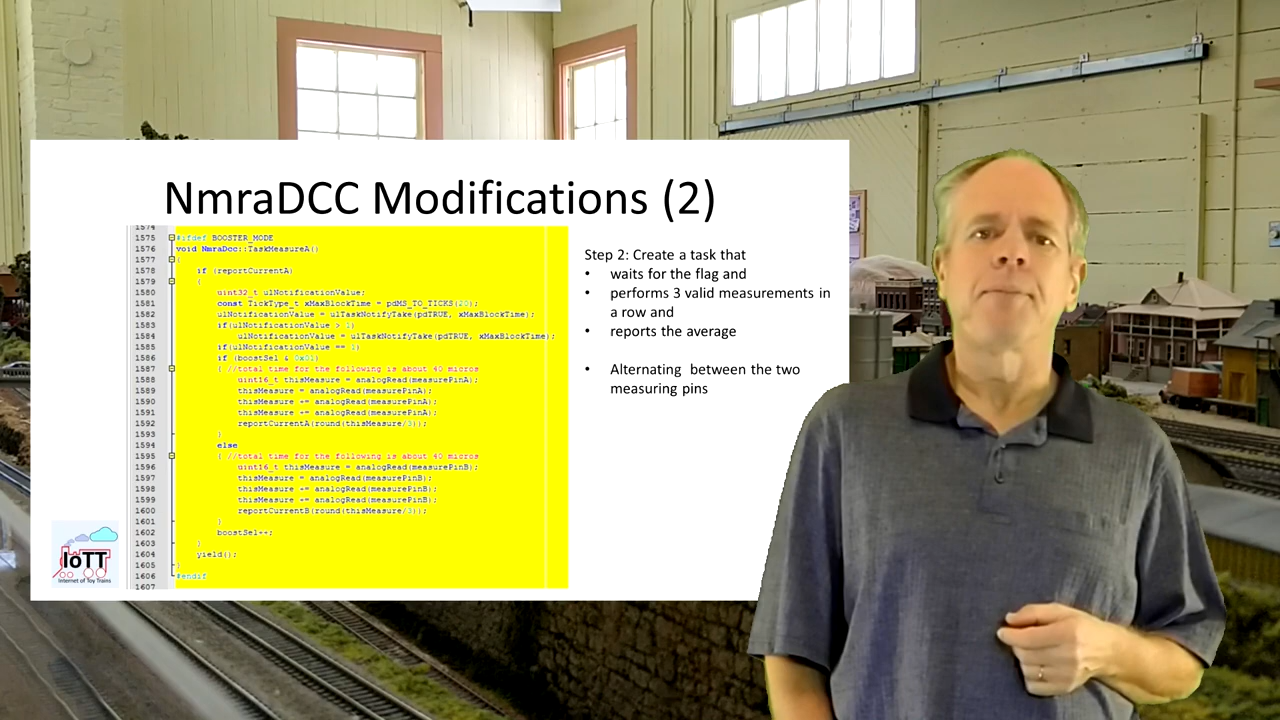 NmraDCC Modifications (2)
1574
1575 #ifdef BOOSTER_MODE
1576 void NmraDcc::TaskMeasureA()
1577 {
1578 if (reportCurrentA)
1579 {
1580 uint32_t ulNotificationValue;
1581 const TickType_t xMaxBlockTime = pdMS_TO_TICKS(20);
1582 ulNotificationValue = ulTaskNotifyTake(pdTRUE, xMaxBlockTime);
1583 if(ulNotificationValue > 1)
1584 ulNotificationValue = ulTaskNotifyTake(pdTRUE, xMaxBlockTime);
1585 if(ulNotificationValue == 1)
1586 if (boostSel & 0x01)
1587 { //total time for the following is about 40 micros
1588 uint16_t thisMeasure = analogRead(measurePinA);
1589 thisMeasure = analogRead(measurePinA);
1590 thisMeasure += analogRead(measurePinA);
1591 thisMeasure += analogRead(measurePinA);
1592 reportCurrentA(round(thisMeasure/3));
1593 }
1594 else
1595 { //total time for the following is about 40 micros
1596 uint16_t thisMeasure = analogRead(measurePinB);
1597 thisMeasure = analogRead(measurePinB);
1598 thisMeasure += analogRead(measurePinB);
1599 thisMeasure += analogRead(measurePinB);
1600 reportCurrentB(round(thisMeasure/3));
1601 }
1602 boostSel++;
1603 }
1604 yield();
1605 }
1606 #endif
1607
Step 2: Create a task that
• waits for the flag and
• performs 3 valid measurements in
a row and
• reports the average
• Alternating between the two
measuring pins
IoTT
Internet of Toy Trains